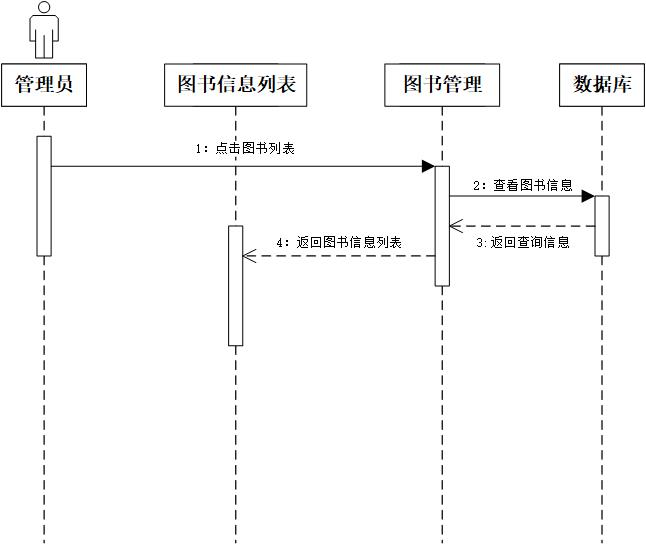 管理员
图书信息列表
图书管理
数据库
1：点击图书列表
2：查看图书信息
3:返回查询信息
4：返回图书信息列表